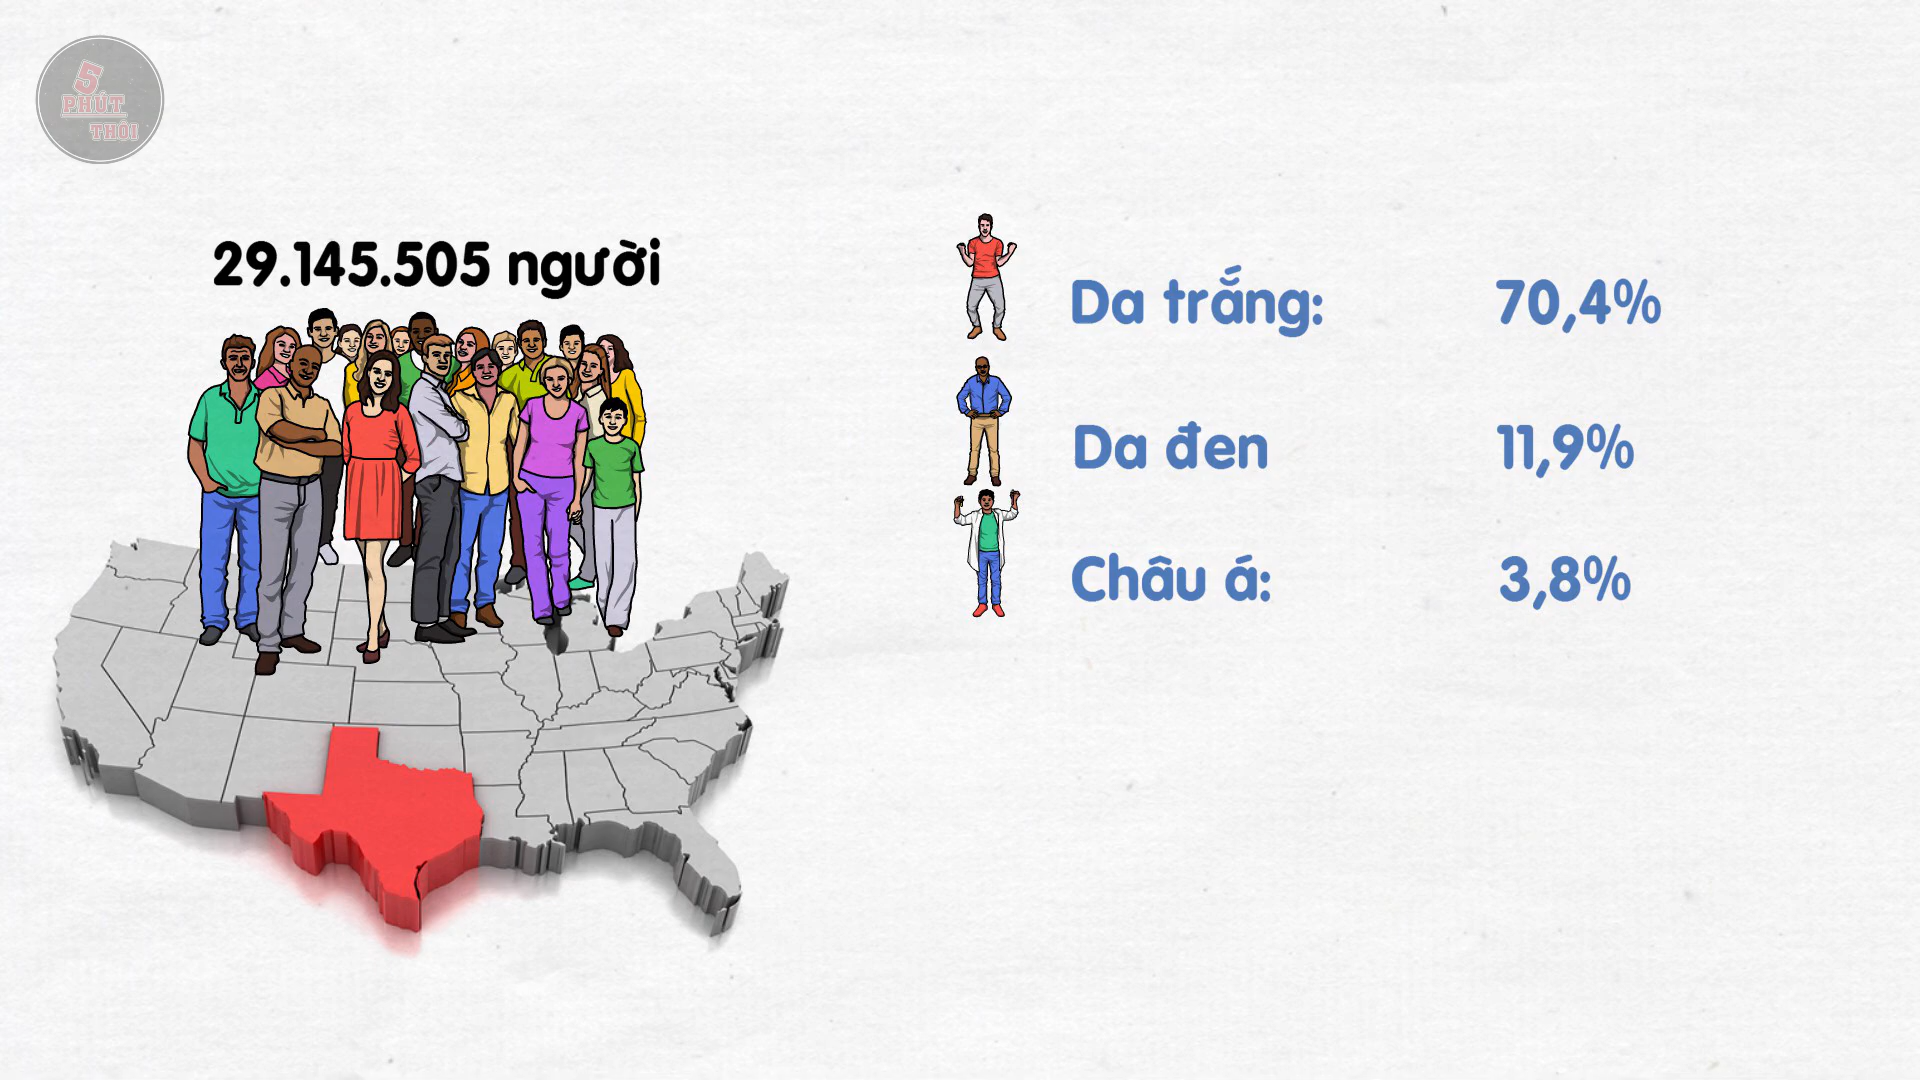 5
PHÚT
THÔI
29.145.505 người
Da trắng: 70,4%
Da đen 11,9%
Châu á: 3,8%